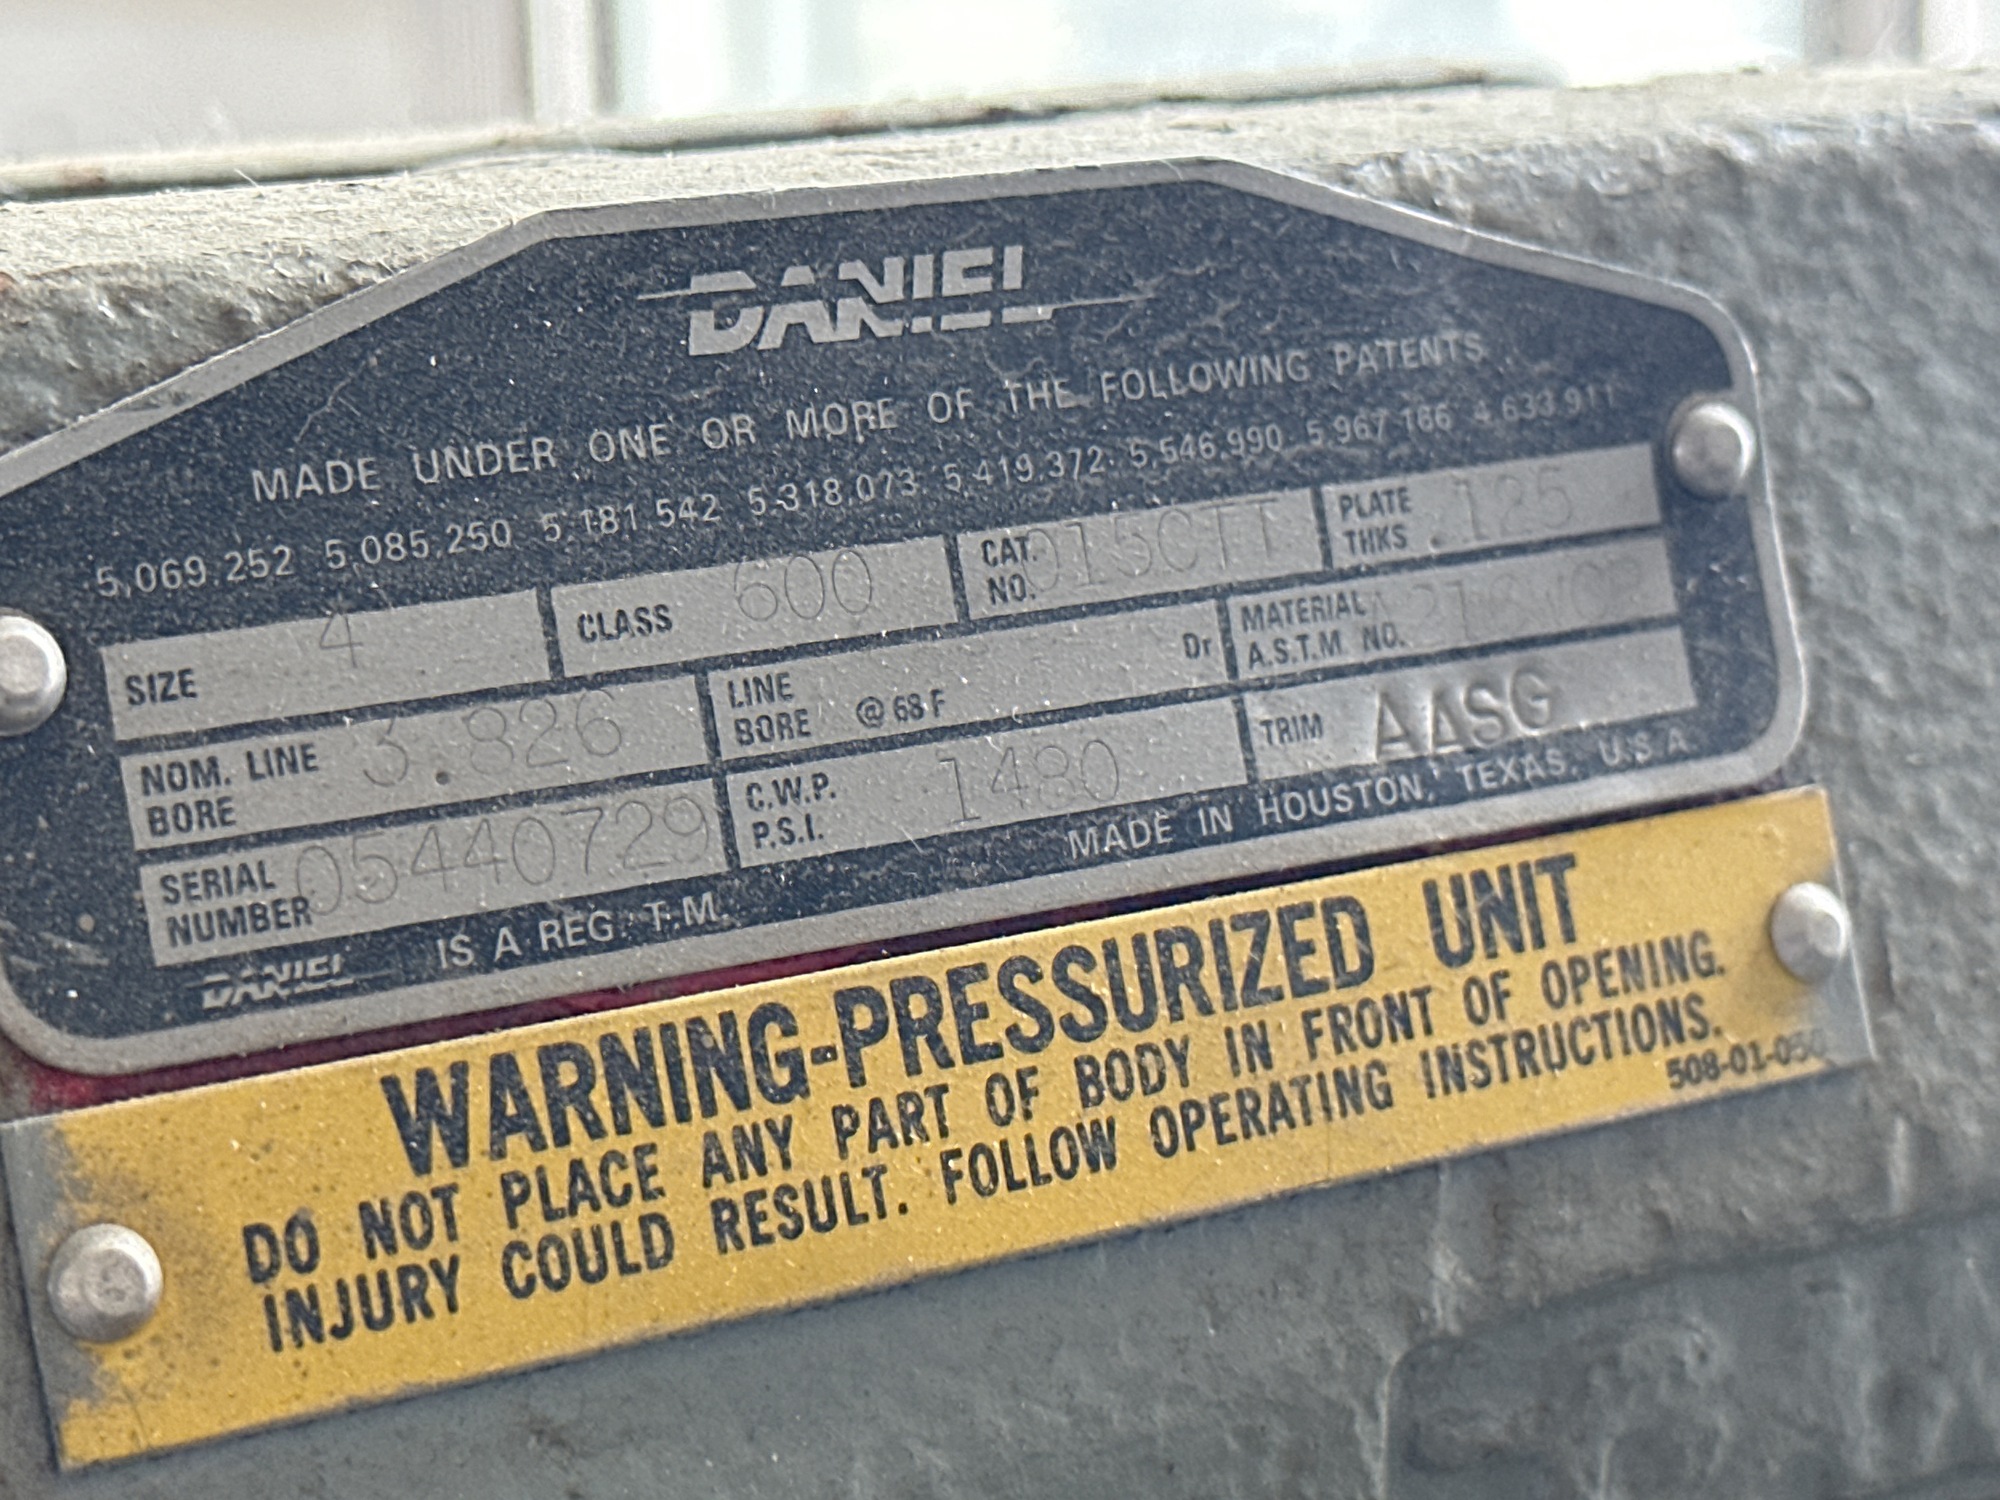 DANIEL
MADE UNDER ONE OR MORE OF THE FOLLOWING PATENTS
5,069,252 5,085,250 5,181,542 5,318,073 5,419,372 5,546,990 5,967,166 4,633,911
SIZE 4 CLASS 600 CAT. NO. 015CTT PLATE THKS .125
NOM. LINE BORE 3.826 LINE BORE @ 68 F Dr MATERIAL A.S.T.M. NO.
SERIAL NUMBER 05440729 C.W.P. P.S.I. 1480 TRIM AASG
DANIEL IS A REG. T.M. MADE IN HOUSTON, TEXAS, U.S.A.
WARNING-PRESSURIZED UNIT
DO NOT PLACE ANY PART OF BODY IN FRONT OF OPENING.
INJURY COULD RESULT. FOLLOW OPERATING INSTRUCTIONS.